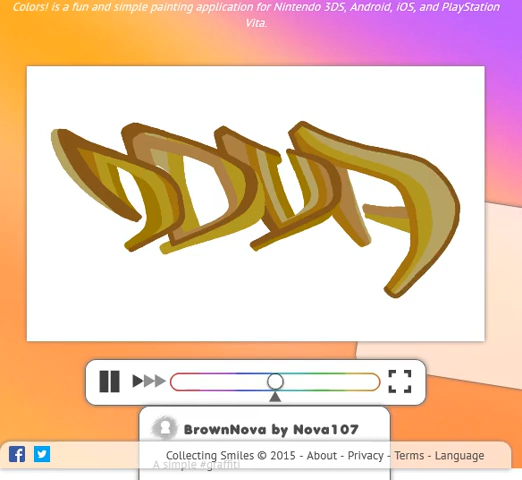 Colors! is a fun and simple painting application for Nintendo 3DS, Android, iOS, and PlayStation
Vita.
NOVA
BrownNova by Nova107
Collecting Smiles © 2015 - About - Privacy - Terms - Language
A simple #graffiti